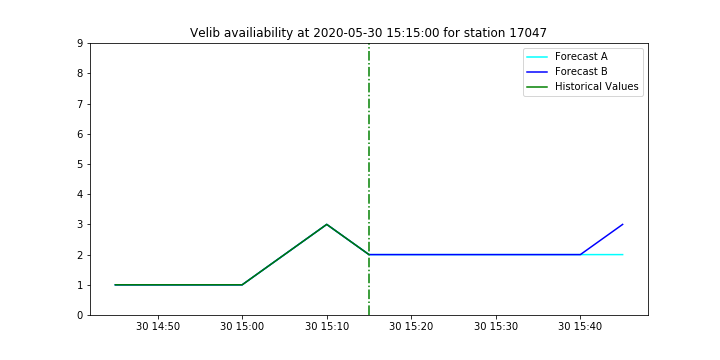 Velib availiability at 2020-05-30 15:15:00 for station 17047
Forecast A
Forecast B
Historical Values
9
8
7
6
5
4
3
2
1
0
30 14:50 30 15:00 30 15:10 30 15:20 30 15:30 30 15:40